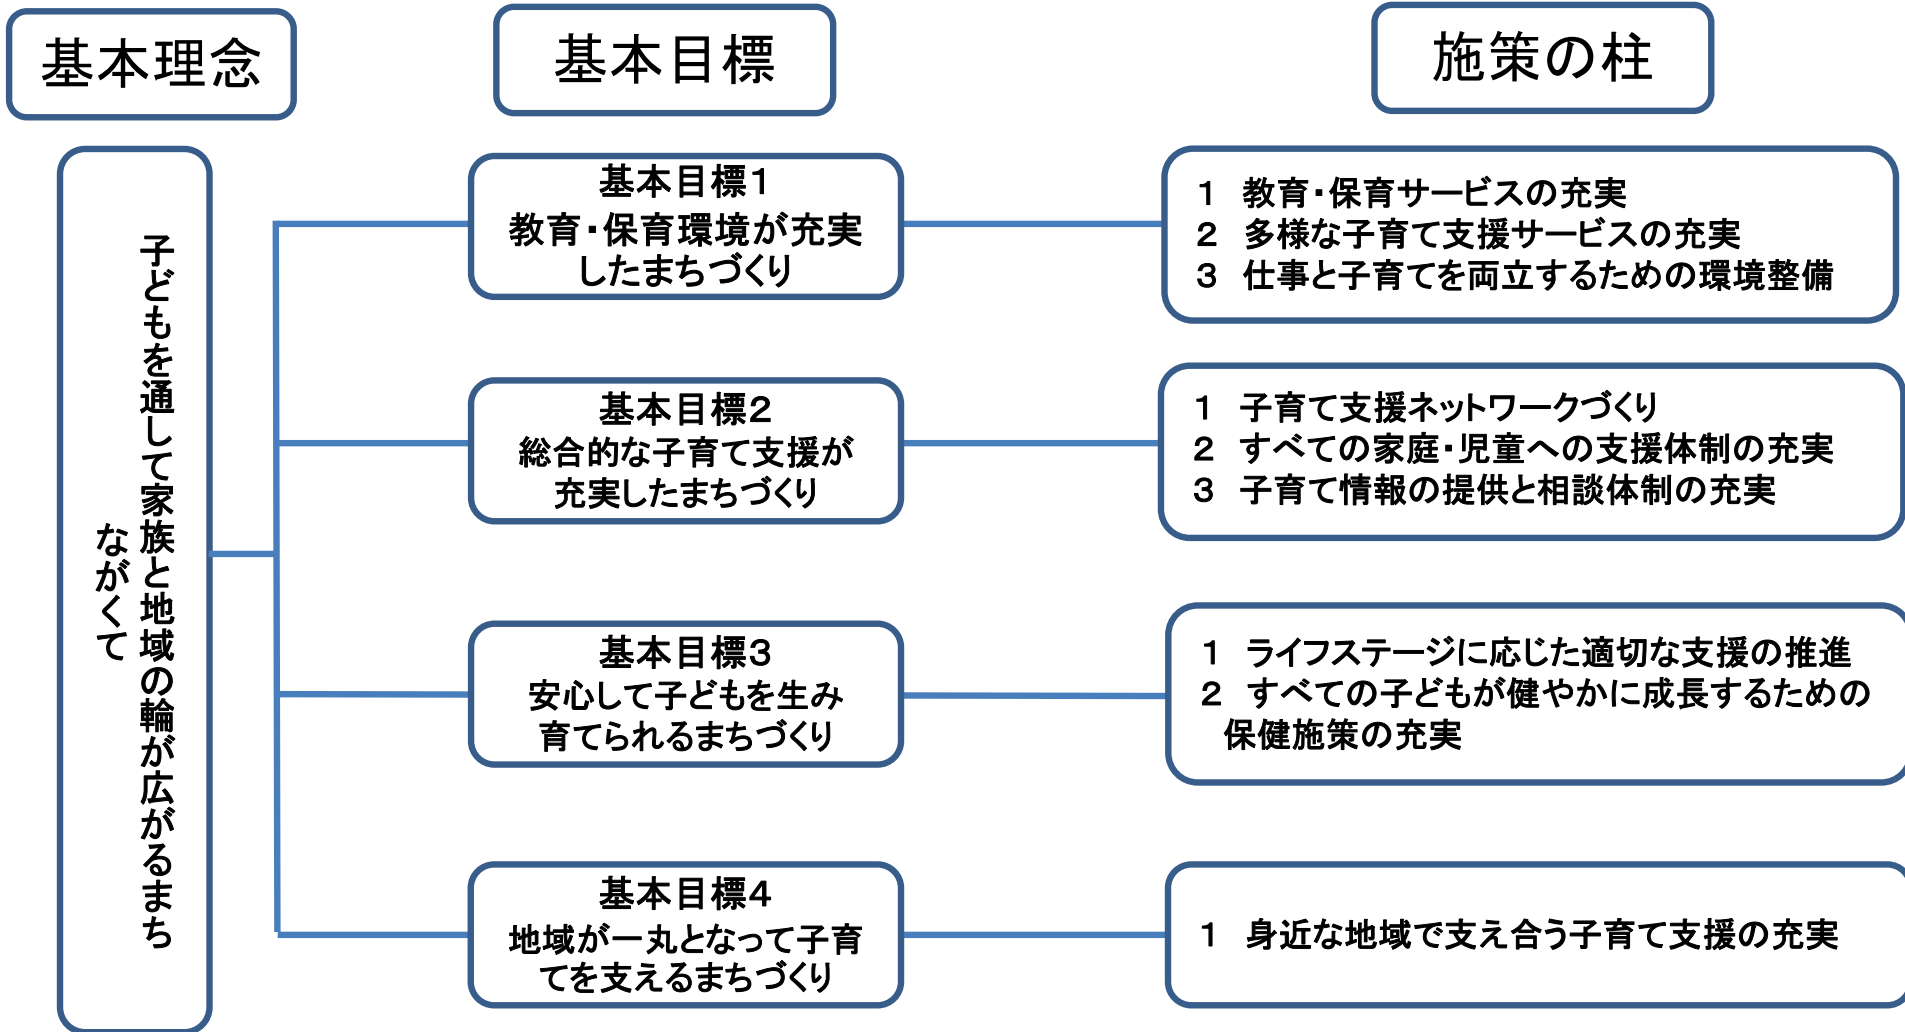 基本理念
基本目標
施策の柱
子どもを通して家族と地域の輪が広がるまち
ながくて
基本目標1
教育・保育環境が充実
したまちづくり
1 教育・保育サービスの充実
2 多様な子育て支援サービスの充実
3 仕事と子育てを両立するための環境整備
基本目標2
総合的な子育て支援が
充実したまちづくり
1 子育て支援ネットワークづくり
2 すべての家庭・児童への支援体制の充実
3 子育て情報の提供と相談体制の充実
基本目標3
安心して子どもを生み
育てられるまちづくり
1 ライフステージに応じた適切な支援の推進
2 すべての子どもが健やかに成長するための
保健施策の充実
基本目標4
地域が一丸となって子育
てを支えるまちづくり
1 身近な地域で支え合う子育て支援の充実